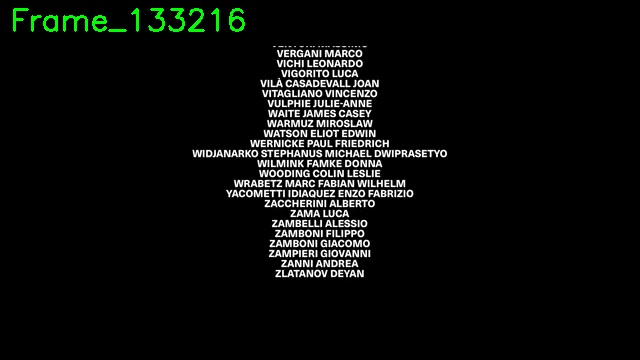 Frame_133216
VERGANI MARCO
VICHI LEONARDO
VIGORITO LUCA
VILÀ CASADEVALL JOAN
VITAGLIANO VINCENZO
VULPHIE JULIE-ANNE
WAITE JAMES CASEY
WARMUZ MIROSLAW
WATSON ELIOT EDWIN
WERNICKE PAUL FRIEDRICH
WIDJANARKO STEPHANUS MICHAEL DWIPRASETYO
WILMINK FAMKE DONNA
WOODING COLIN LESLIE
WRABETZ MARC FABIAN WILHELM
YACOMETTI IDIAQUEZ ENZO FABRIZIO
ZACCHERINI ALBERTO
ZAMA LUCA
ZAMBELLI ALESSIO
ZAMBONI FILIPPO
ZAMBONI GIACOMO
ZAMPIERI GIOVANNI
ZANNI ANDREA
ZLATANOV DEYAN